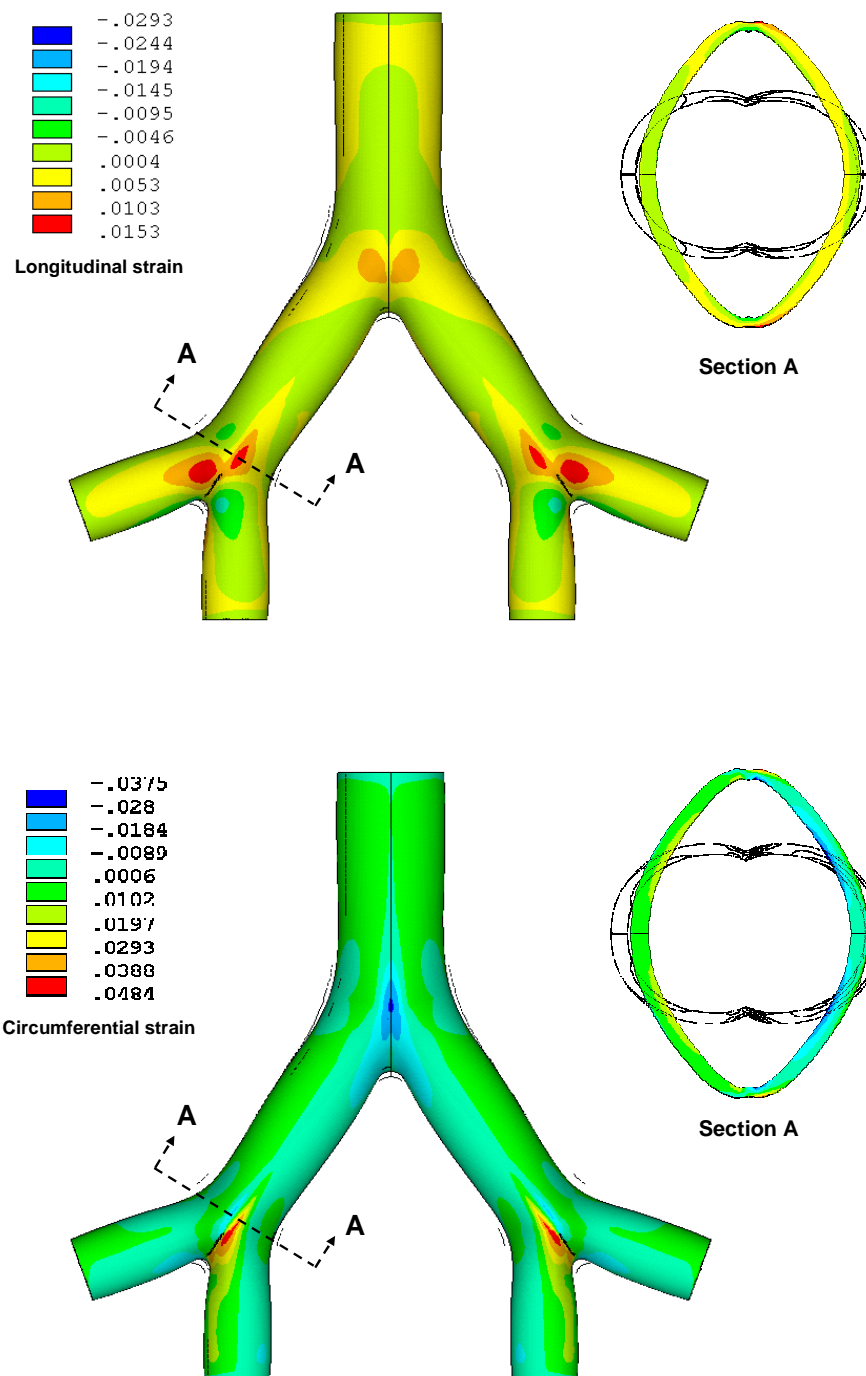 -.0293
-.0244
-.0194
-.0145
-.0095
-.0046
.0004
.0053
.0103
.0153
Longitudinal strain
Section A
A
A
-.0375
-.028
-.0184
-.0089
.0006
.0102
.0197
.0293
.0388
.0484
Circumferential strain
Section A
A
A